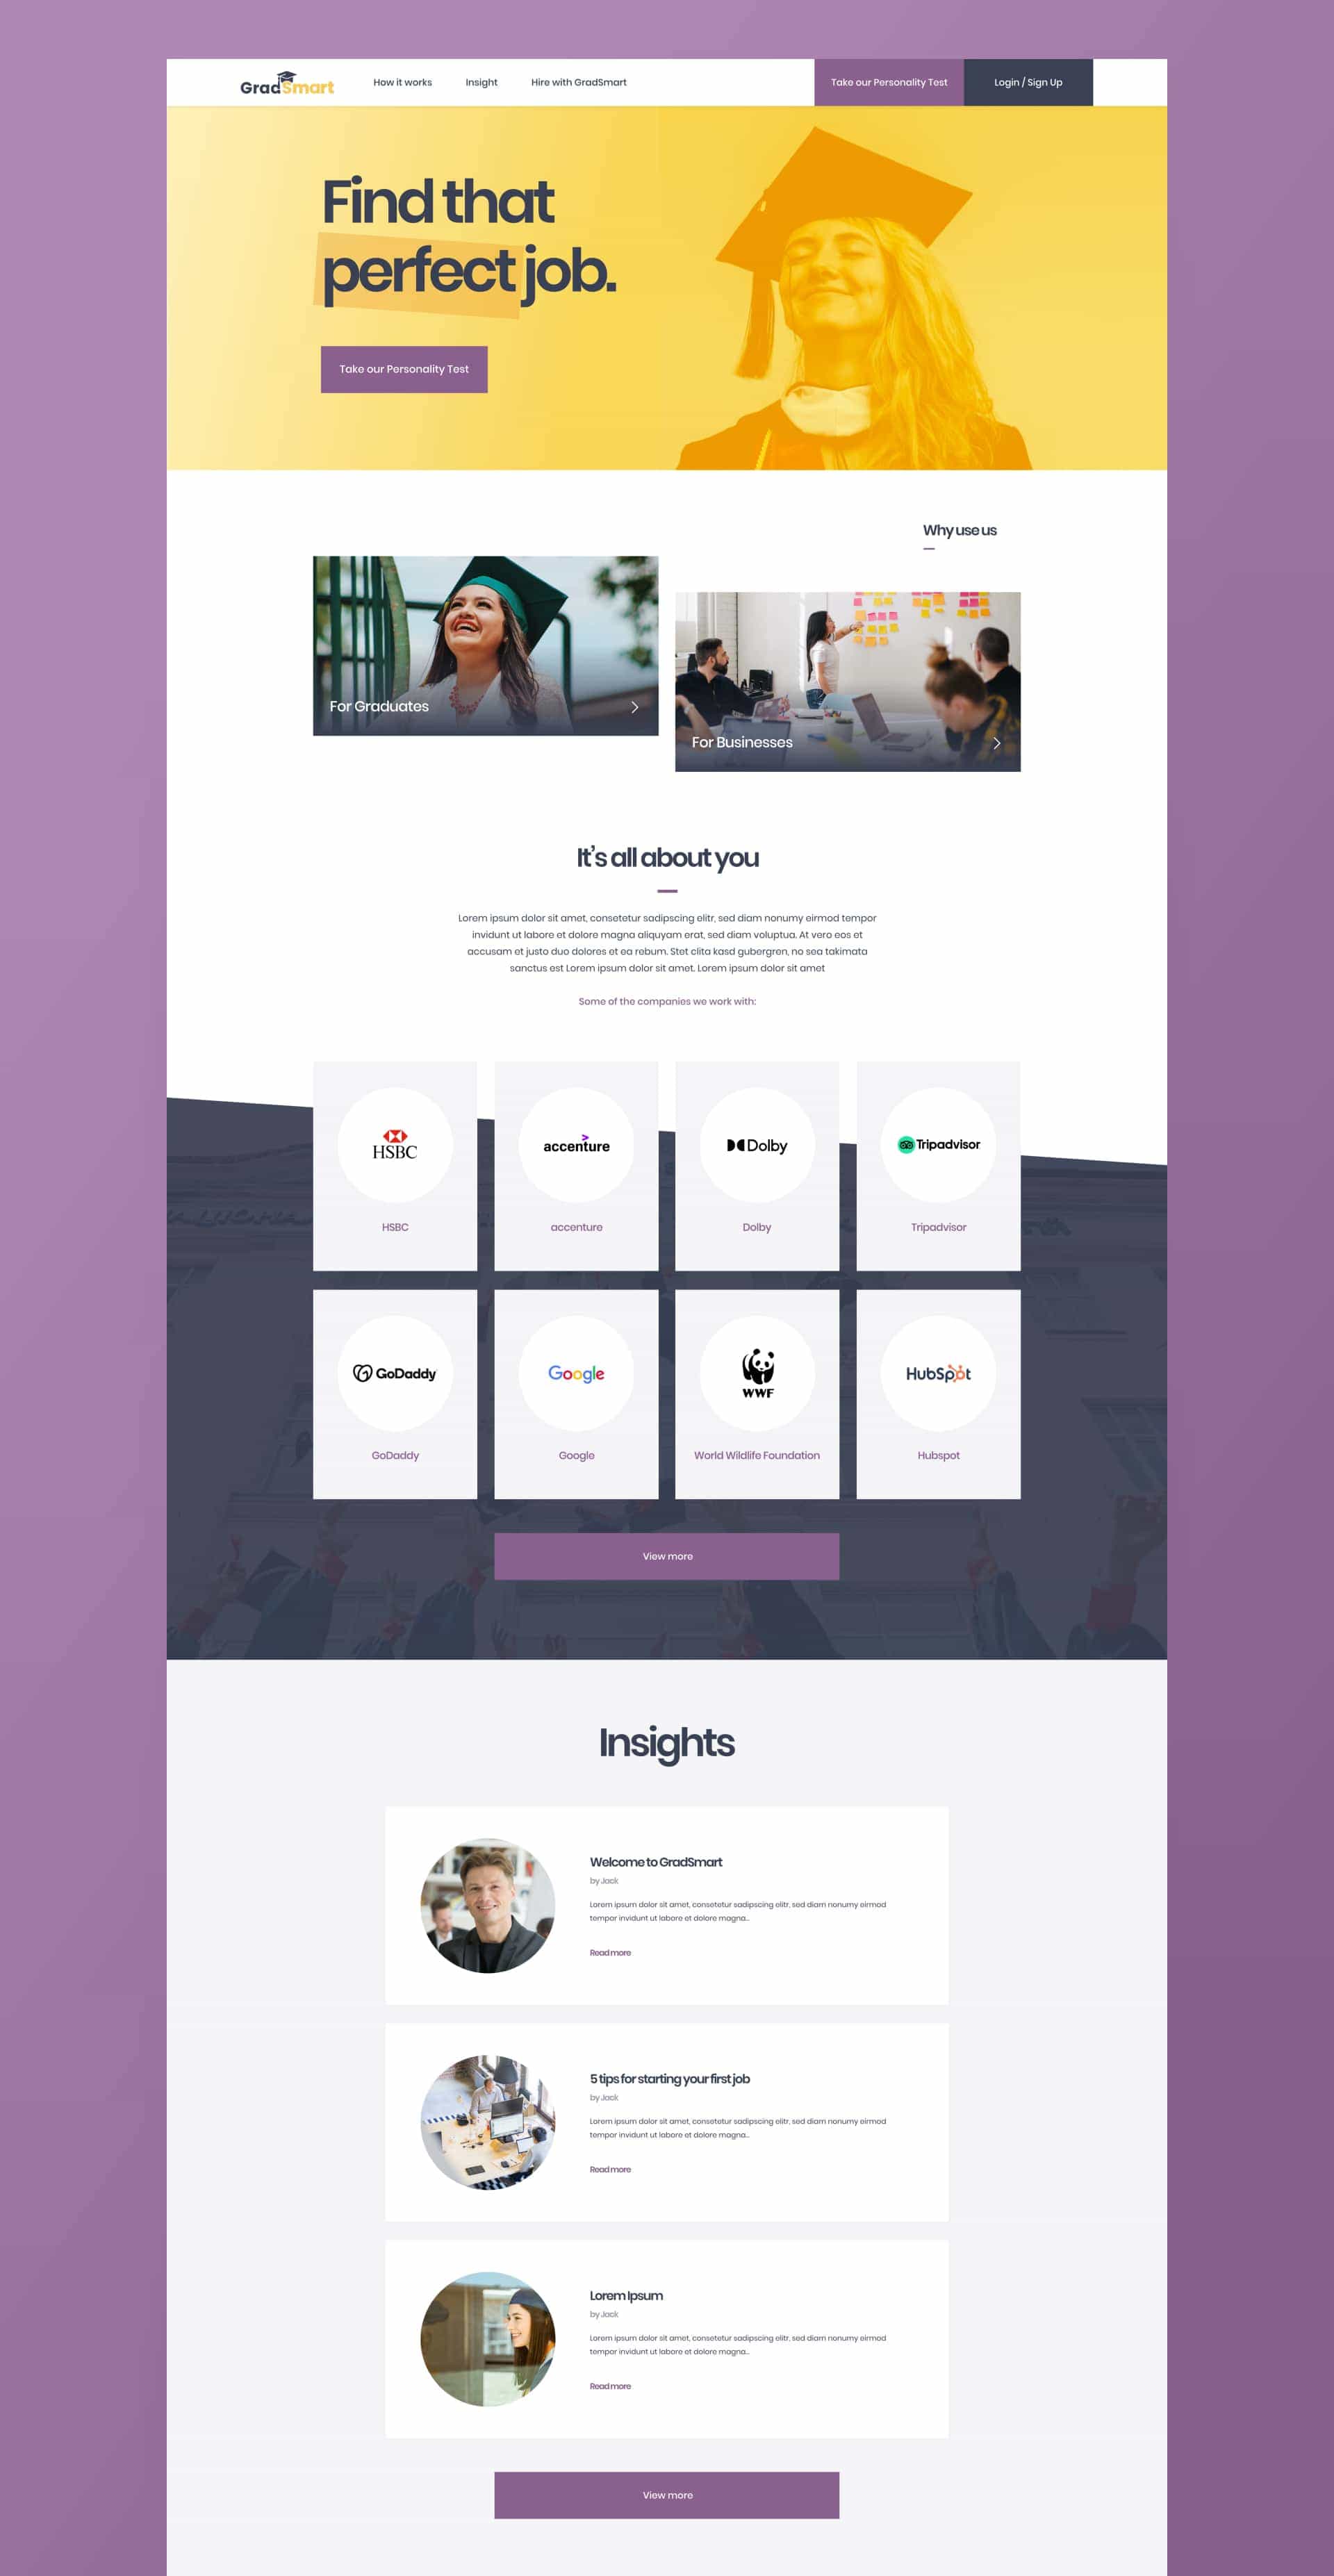 GradSmart
How it works
Insight
Hire with GradSmart
Take our Personality Test
Login / Sign Up
Find that
perfect job.
Take our Personality Test
Why use us
For Graduates
For Businesses
It's all about you
Lorem ipsum dolor sit amet, consetetur sadipscing elitr, sed diam nonumy eirmod tempor
invidunt ut labore et dolore magna aliquyam erat, sed diam voluptua. At vero eos et
accusam et justo duo dolores et ea rebum. Stet clita kasd gubergren, no sea takimata
sanctus est Lorem ipsum dolor sit amet. Lorem ipsum dolor sit amet
Some of the companies we work with:
HSBC
accenture
Dolby
Tripadvisor
HSBC
accenture
Dolby
Tripadvisor
GoDaddy
Google
WWF
HubSpot
GoDaddy
Google
World Wildlife Foundation
Hubspot
View more
Insights
Welcome to GradSmart
by Jack
Lorem ipsum dolor sit amet, consetetur sadipscing elitr, sed diam nonumy eirmod
tempor invidunt ut labore et dolore magna...
Read more
5 tips for starting your first job
by Jack
Lorem ipsum dolor sit amet, consetetur sadipscing elitr, sed diam nonumy eirmod
tempor invidunt ut labore et dolore magna...
Read more
Lorem Ipsum
by Jack
Lorem ipsum dolor sit amet, consetetur sadipscing elitr, sed diam nonumy eirmod
tempor invidunt ut labore et dolore magna...
Read more
View more